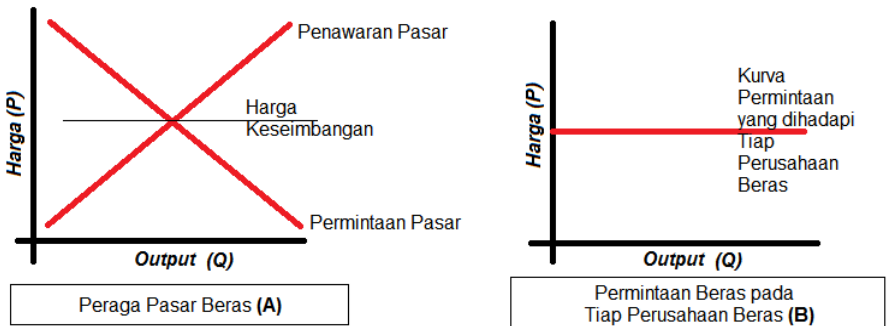 Harga (P)
Penawaran Pasar
Harga
Keseimbangan
Permintaan Pasar
Output (Q)
Peraga Pasar Beras (A)
Harga (P)
Kurva
Permintaan
yang dihadapi
Tiap
Perusahaan
Beras
Output (Q)
Permintaan Beras pada
Tiap Perusahaan Beras (B)